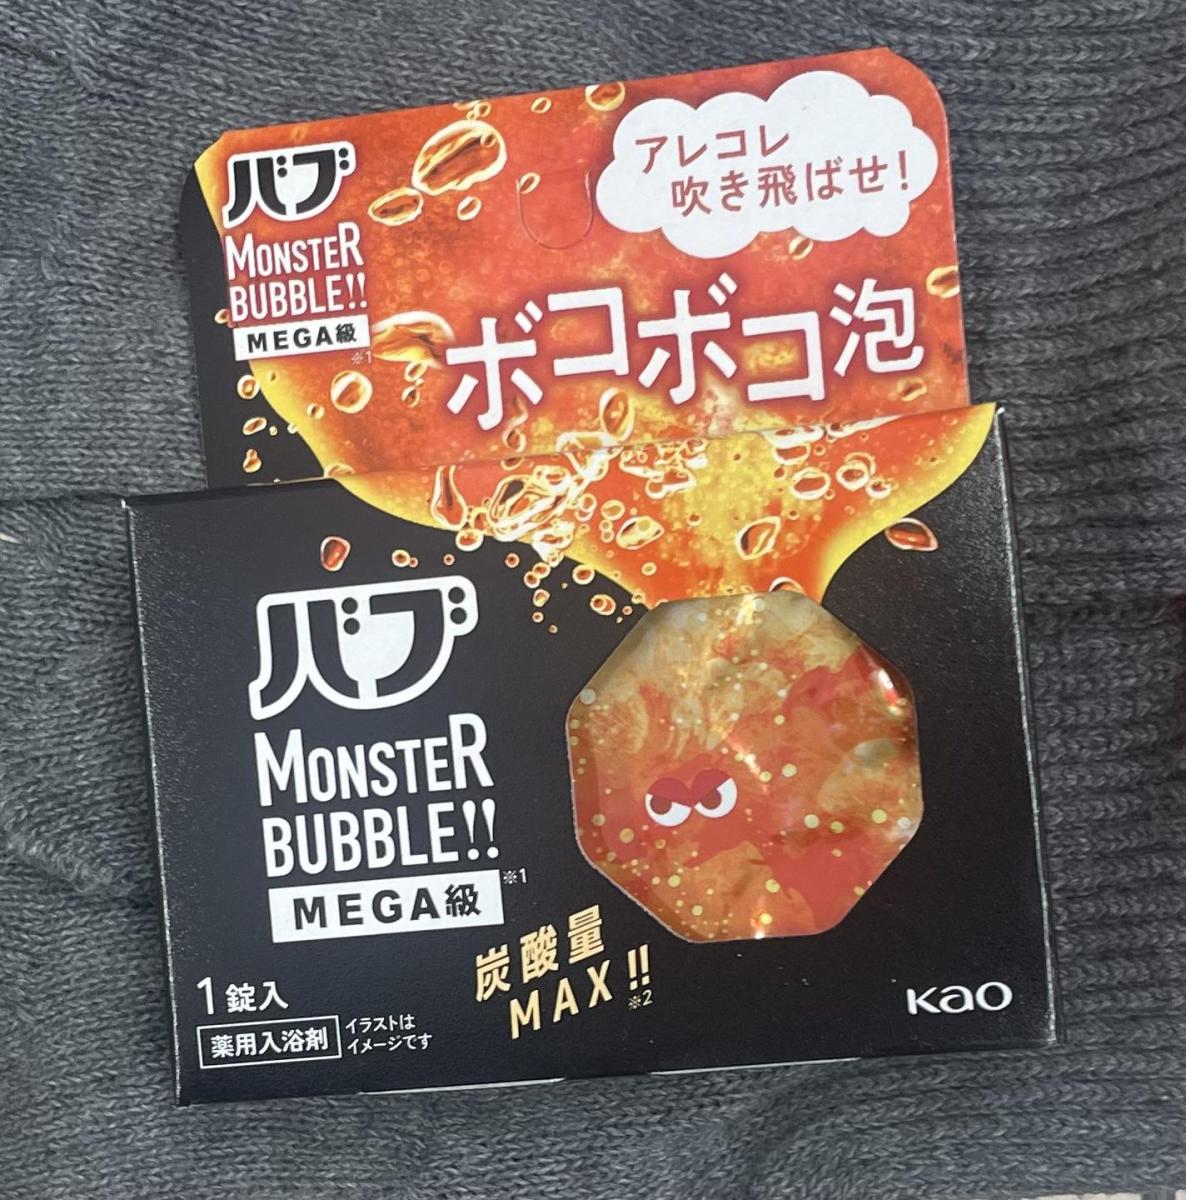 バブ
MONSTER
BUBBLE!!
MEGA級
※1
アレコレ
吹き飛ばせ!
ボコボコ泡
バブ
MONSTER
BUBBLE!!
MEGA級
※1
炭酸量
MAX!!
※2
1錠入
薬用入浴剤
イラストは
イメージです
Kao